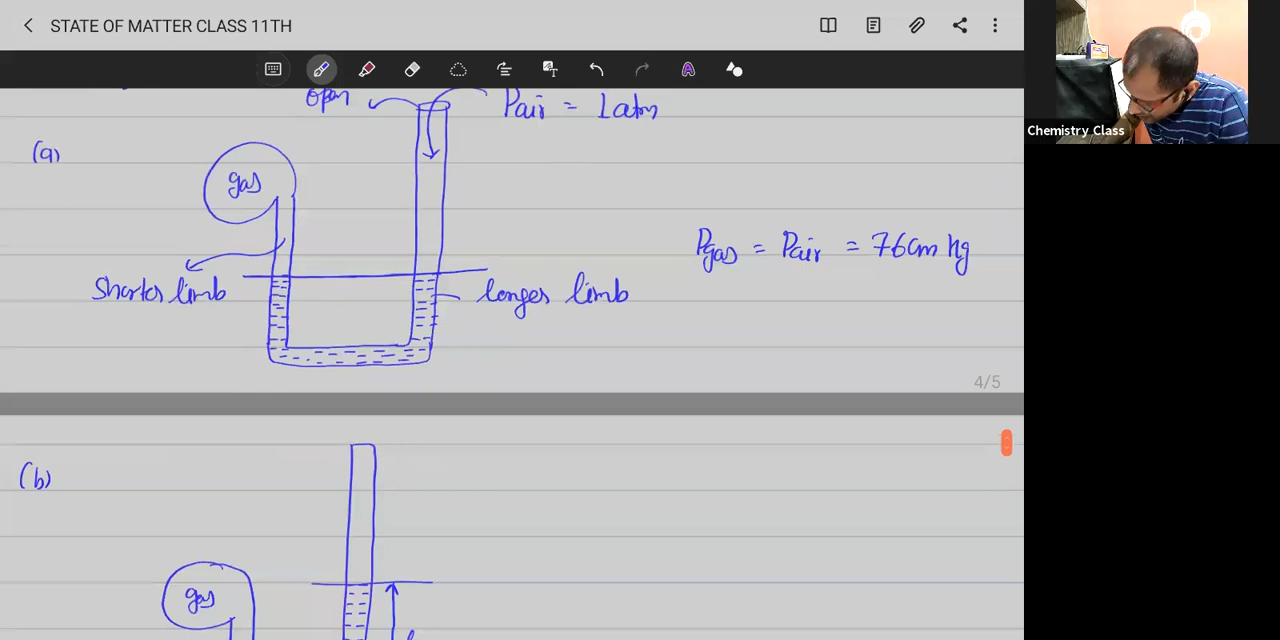 STATE OF MATTER CLASS 11TH
open
Pair = 1atm
(a)
gas
Pgas = Pair = 76cm Hg
Shorter limb
longer limb
4/5
(b)
gas
h
Chemistry Class